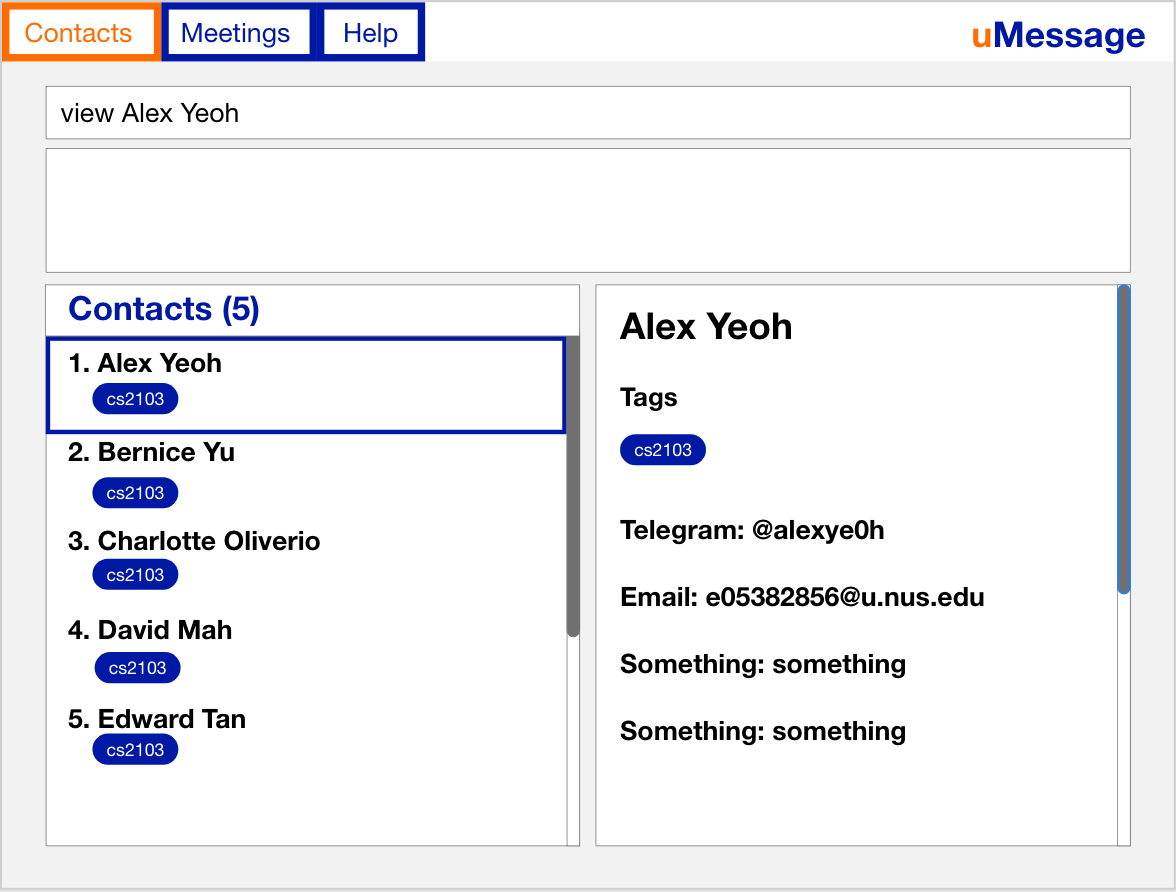 Contacts Meetings Help uMessage
view Alex Yeoh
Contacts (5)
1. Alex Yeoh
cs2103
2. Bernice Yu
cs2103
3. Charlotte Oliverio
cs2103
4. David Mah
cs2103
5. Edward Tan
cs2103
Alex Yeoh
Tags
cs2103
Telegram: @alexye0h
Email: e05382856@u.nus.edu
Something: something
Something: something